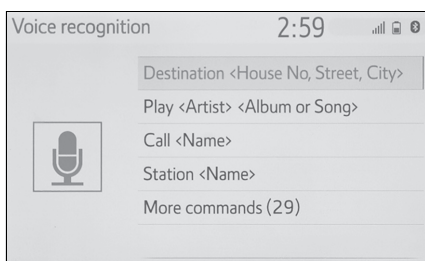 Voice recognition 2:59
Destination <House No, Street, City>
Play <Artist> <Album or Song>
Call <Name>
Station <Name>
More commands (29)